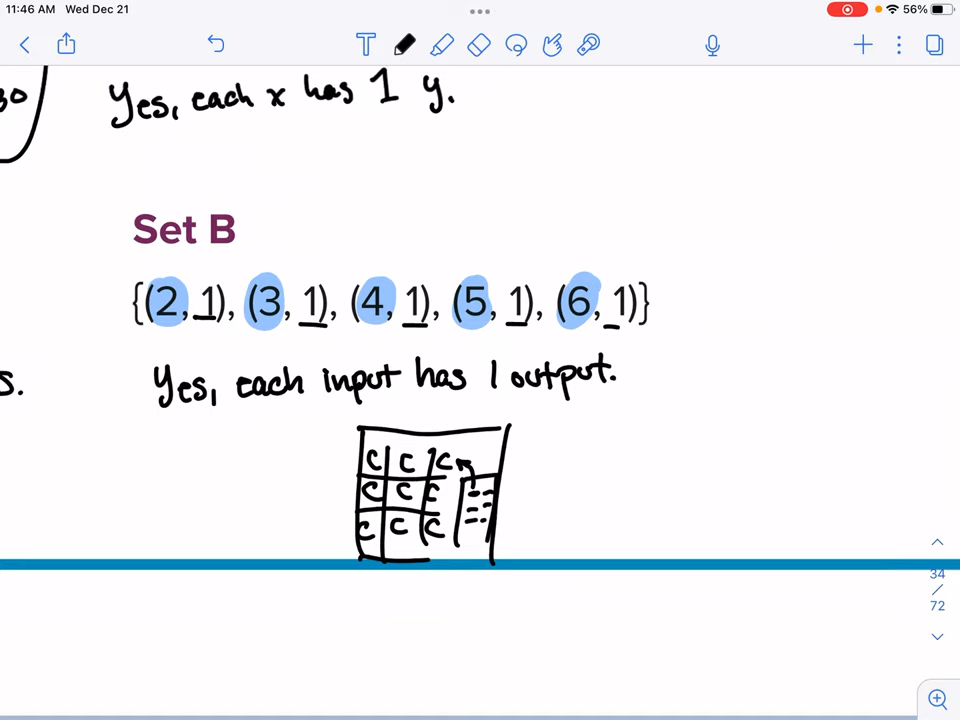 11:46 AM Wed Dec 21
56%
30
Yes, each x has 1 y.
Set B
{(2, 1), (3, 1), (4, 1), (5, 1), (6, 1)}
s.
Yes, each input has 1 output.
C C C
C C C
C C C
34
/
72